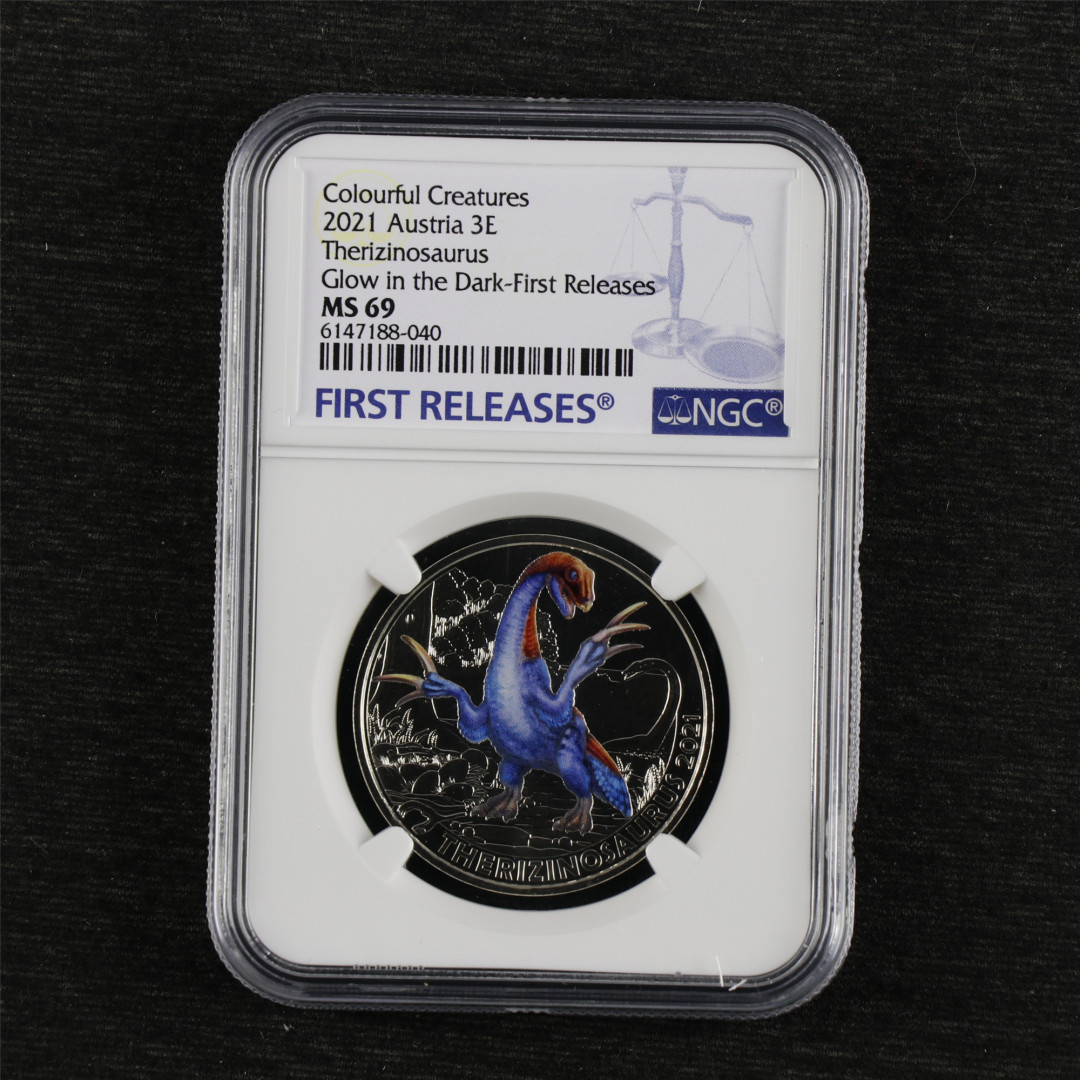 Colourful Creatures
2021 Austria 3E
Therizinosaurus
Glow in the Dark-First Releases
MS 69
6147188-040
FIRST RELEASES®
NGC®
THERIZINOSAURUS 2021